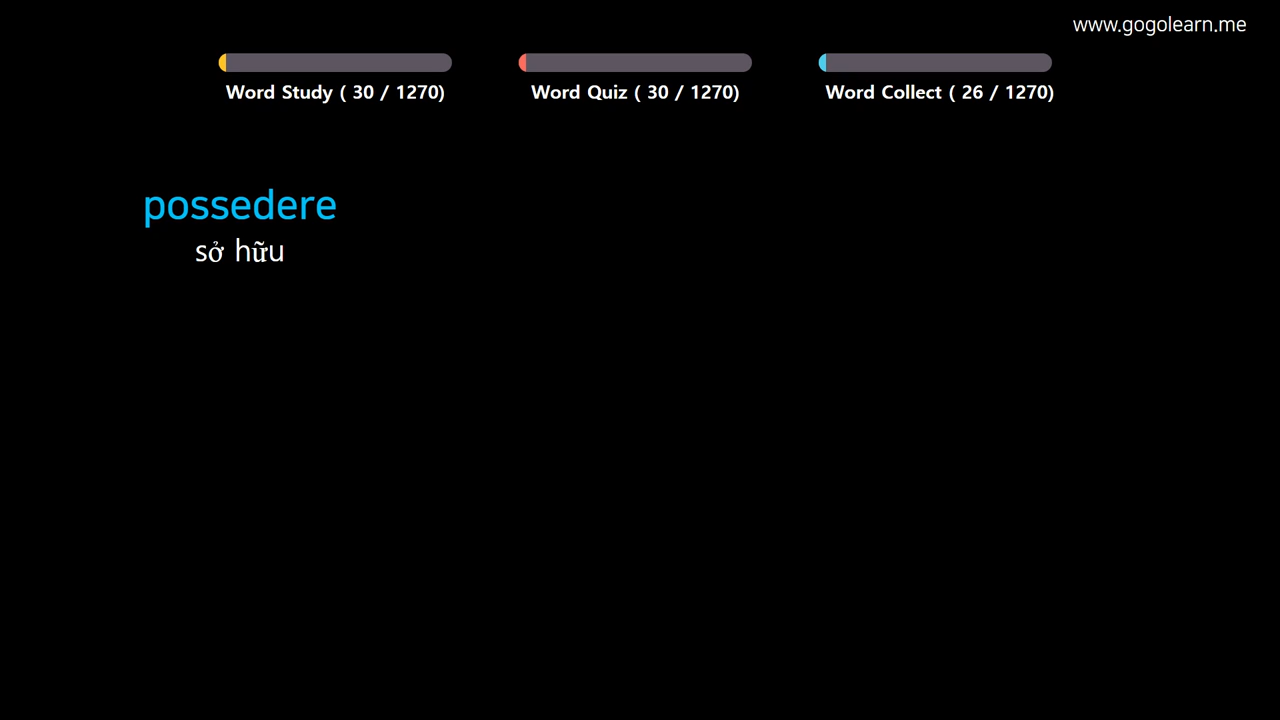 www.gogolearn.me
Word Study ( 30 / 1270)
Word Quiz ( 30 / 1270)
Word Collect ( 26 / 1270)
possedere
sở hữu